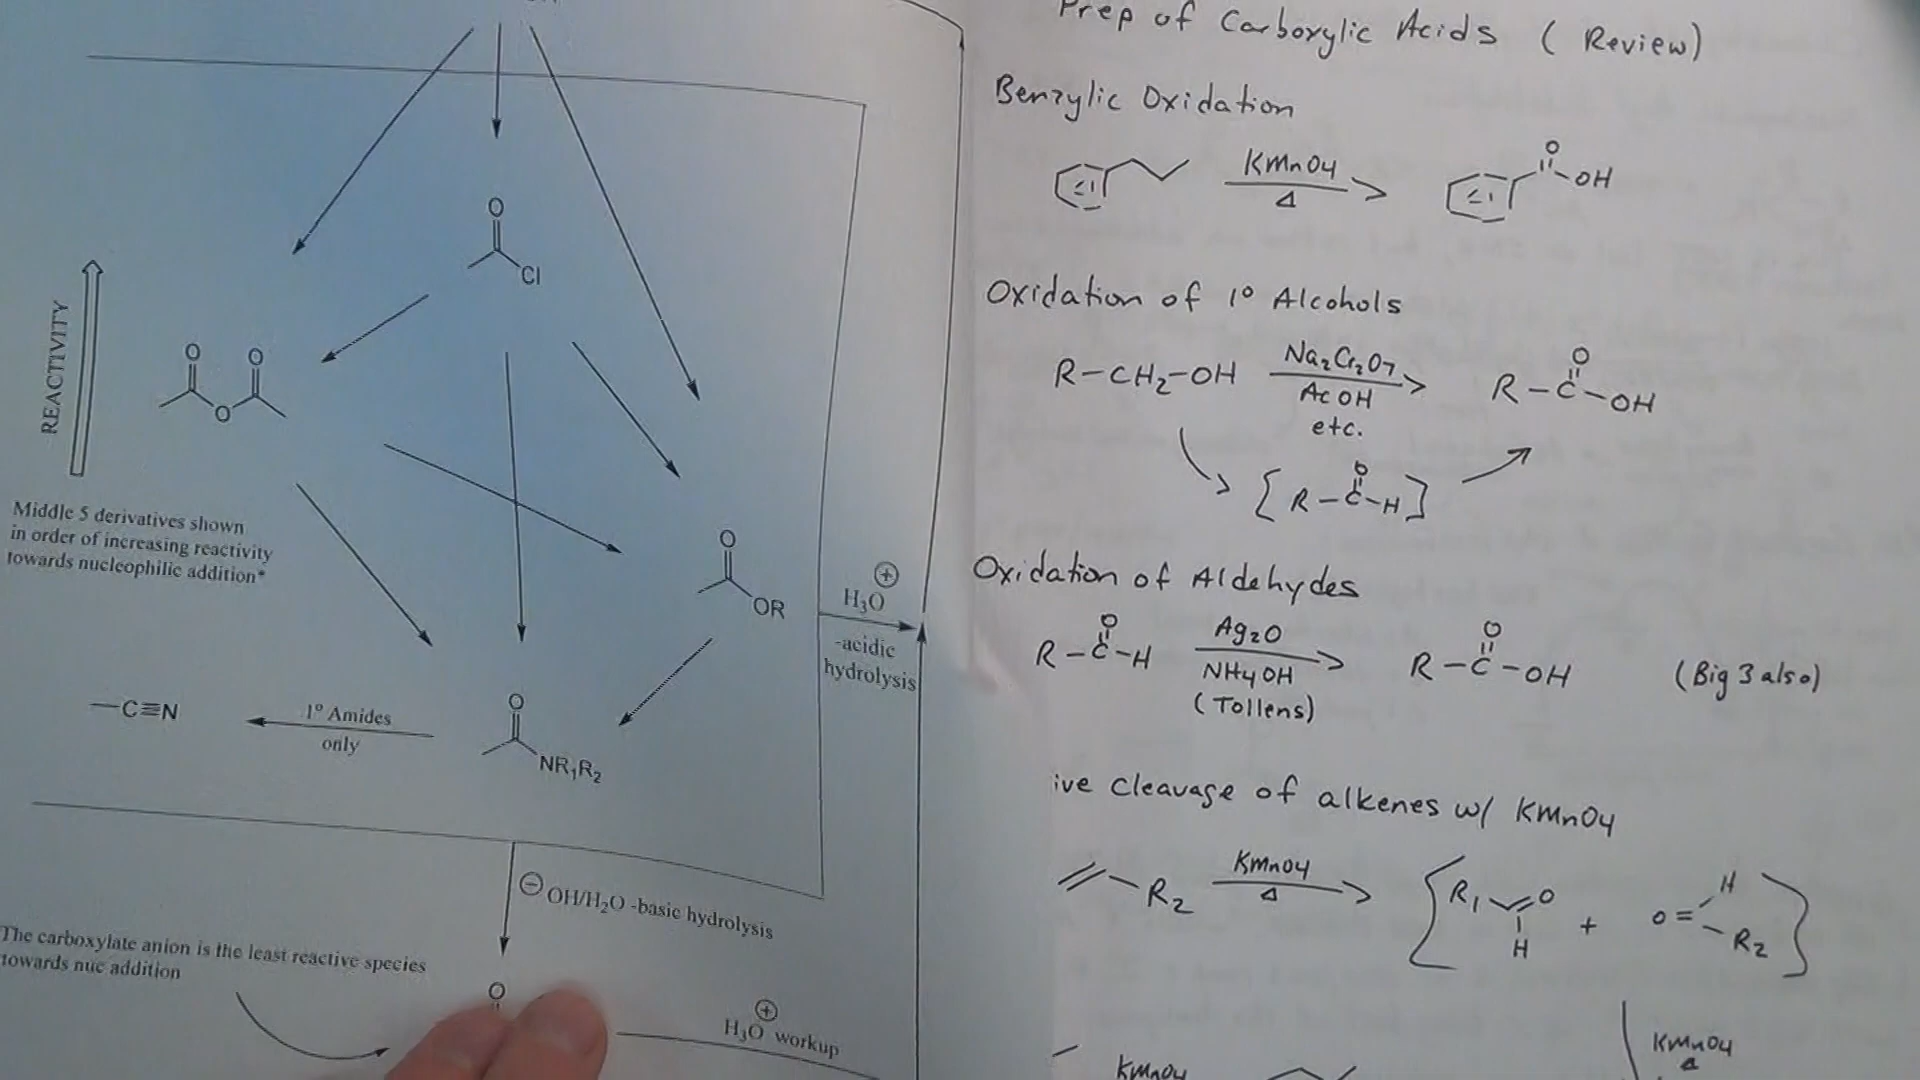 O
Cl
O O
O
REACTIVITY
Middle 5 derivatives shown
in order of increasing reactivity
towards nucleophilic addition*
O
OR
⊕
H₃O
-acidic
hydrolysis
—C≡N
1° Amides
only
O
NR₁R₂
⊖ OH/H₂O -basic hydrolysis
The carboxylate anion is the least reactive species
towards nuc addition
O
⊕
H₃O workup
Prep of Carboxylic Acids ( Review)
Benzylic Oxidation
KMnO4
Δ
O
OH
Oxidation of 1° Alcohols
R-CH₂-OH
Na₂Cr₂O₇
AcOH
etc.
O
R-C-OH
O
[R-C-H]
Oxidation of Aldehydes
O
R-C-H
Ag₂O
NH4OH
(Tollens)
O
R-C-OH
(Big 3 also)
ive cleavage of alkenes w/ KMnO4
R₂
KMnO4
Δ
R₁ O
H
+
H
O=
R₂
KMnO4
KMnO4
Δ